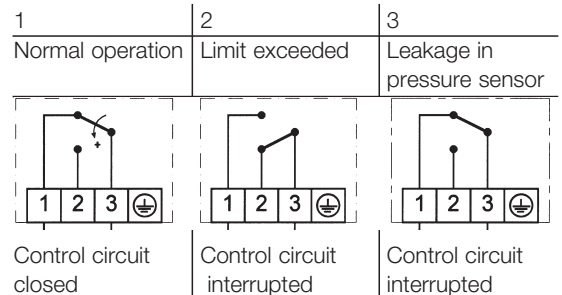 1 2 3
Normal operation Limit exceeded Leakage in
pressure sensor
+
1 2 3 1 2 3 1 2 3
Control circuit Control circuit Control circuit
closed interrupted interrupted